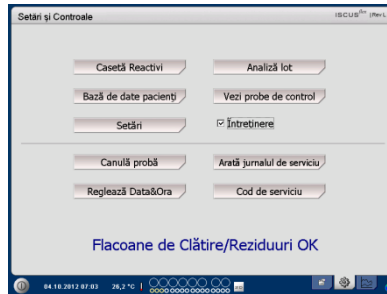 Setări și Controale
ISCUS flex (Rev L
Casetă Reactivi
Analiză lot
Bază de date pacienți
Vezi probe de control
Setări
Întreținere
Canulă probă
Arată jurnalul de serviciu
Reglează Data&Ora
Cod de serviciu
Flacoane de Clătire/Reziduuri OK
04.10.2012 07:03
26,2 °C